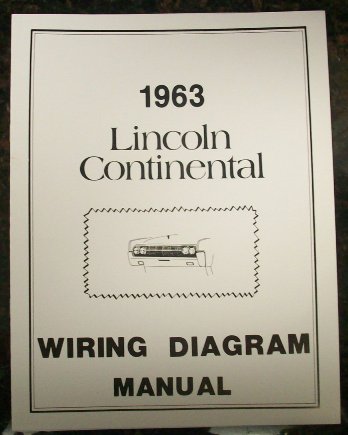 1963
Lincoln
Continental
WIRING DIAGRAM
MANUAL